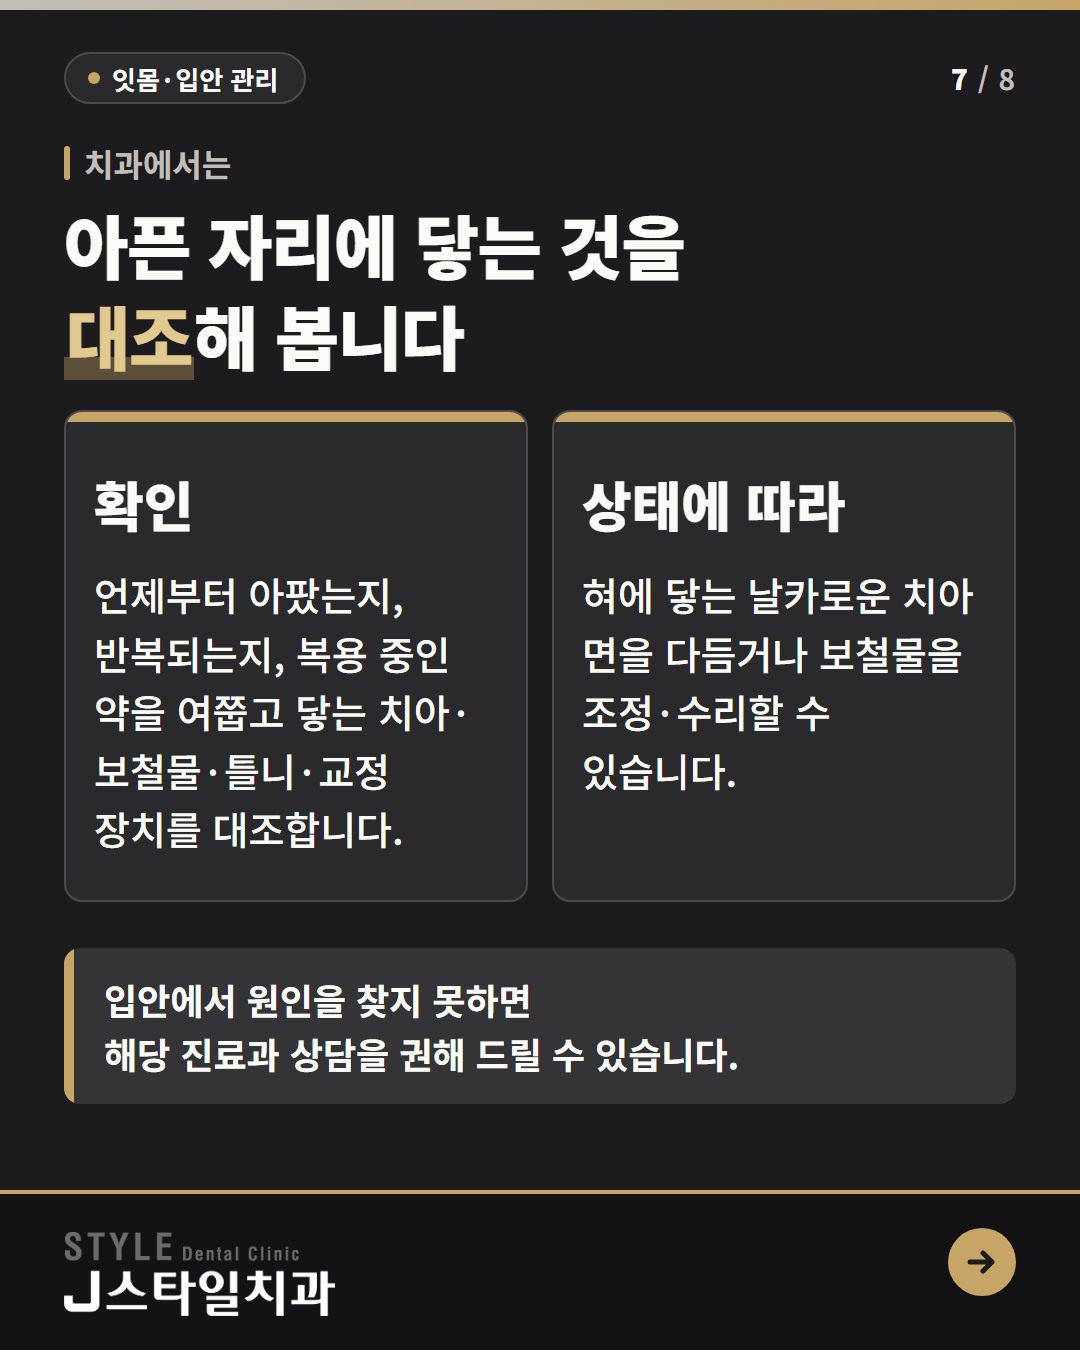 잇몸·입안 관리
7 / 8
치과에서는
아픈 자리에 닿는 것을
대조해 봅니다
확인
언제부터 아팠는지,
반복되는지, 복용 중인
약을 여쭙고 닿는 치아·
보철물·틀니·교정
장치를 대조합니다.
상태에 따라
혀에 닿는 날카로운 치아
면을 다듬거나 보철물을
조정·수리할 수
있습니다.
입안에서 원인을 찾지 못하면
해당 진료과 상담을 권해 드릴 수 있습니다.
STYLE Dental Clinic
J스타일치과